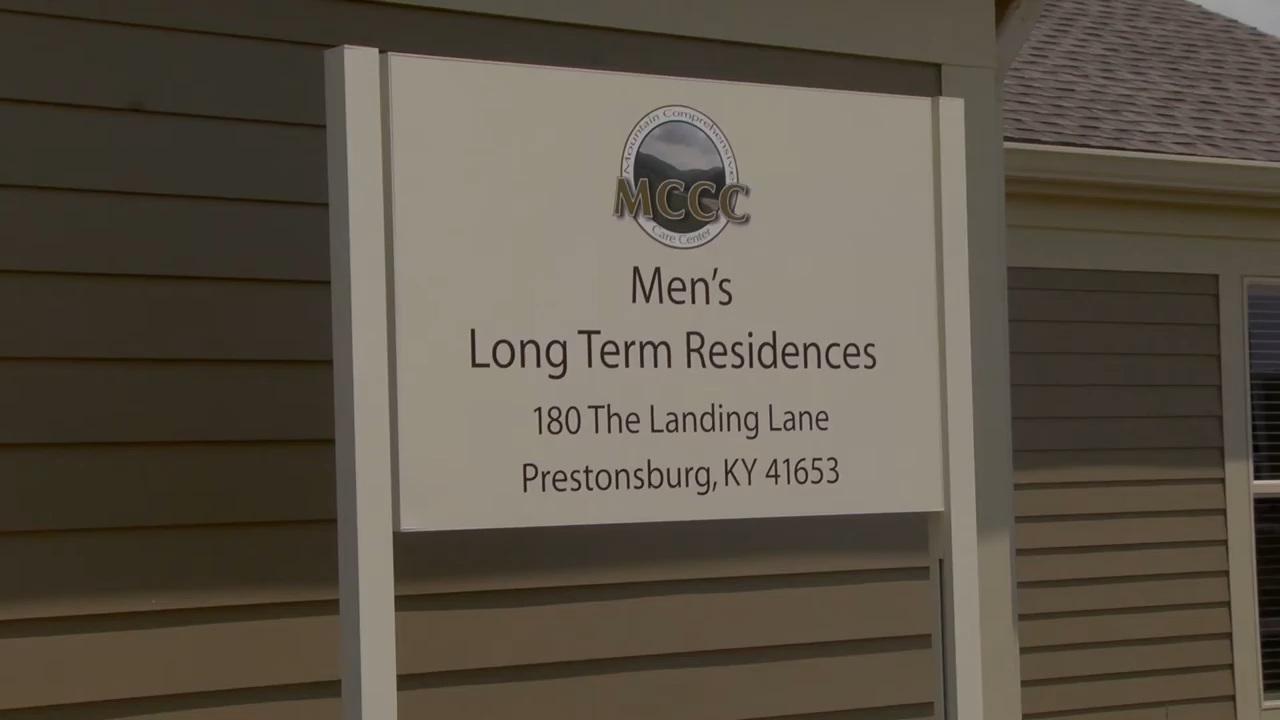 Mountain Comprehensive
MCCC
Care Center
Men’s
Long Term Residences
180 The Landing Lane
Prestonsburg, KY 41653